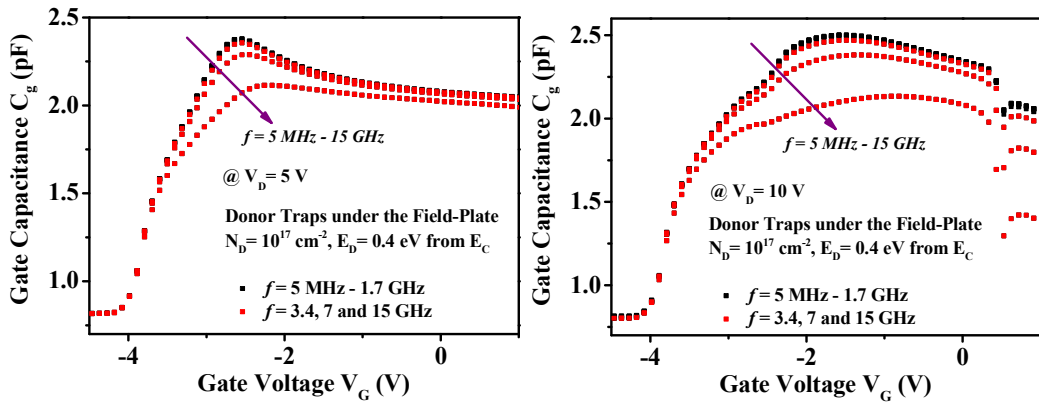 2.5
2.0
1.5
1.0
Gate Capacitance C_g (pF)
f = 5 MHz - 15 GHz
@ V_D= 5 V
Donor Traps under the Field-Plate
N_D= 10^17 cm^-2, E_D= 0.4 eV from E_C
f = 5 MHz - 1.7 GHz
f = 3.4, 7 and 15 GHz
-4
-2
0
Gate Voltage V_G (V)
2.5
2.0
1.5
1.0
Gate Capacitance C_g (pF)
f = 5 MHz - 15 GHz
@ V_D= 10 V
Donor Traps under the Field-Plate
N_D= 10^17 cm^-2, E_D= 0.4 eV from E_C
f = 5 MHz - 1.7 GHz
f = 3.4, 7 and 15 GHz
-4
-2
0
Gate Voltage V_G (V)